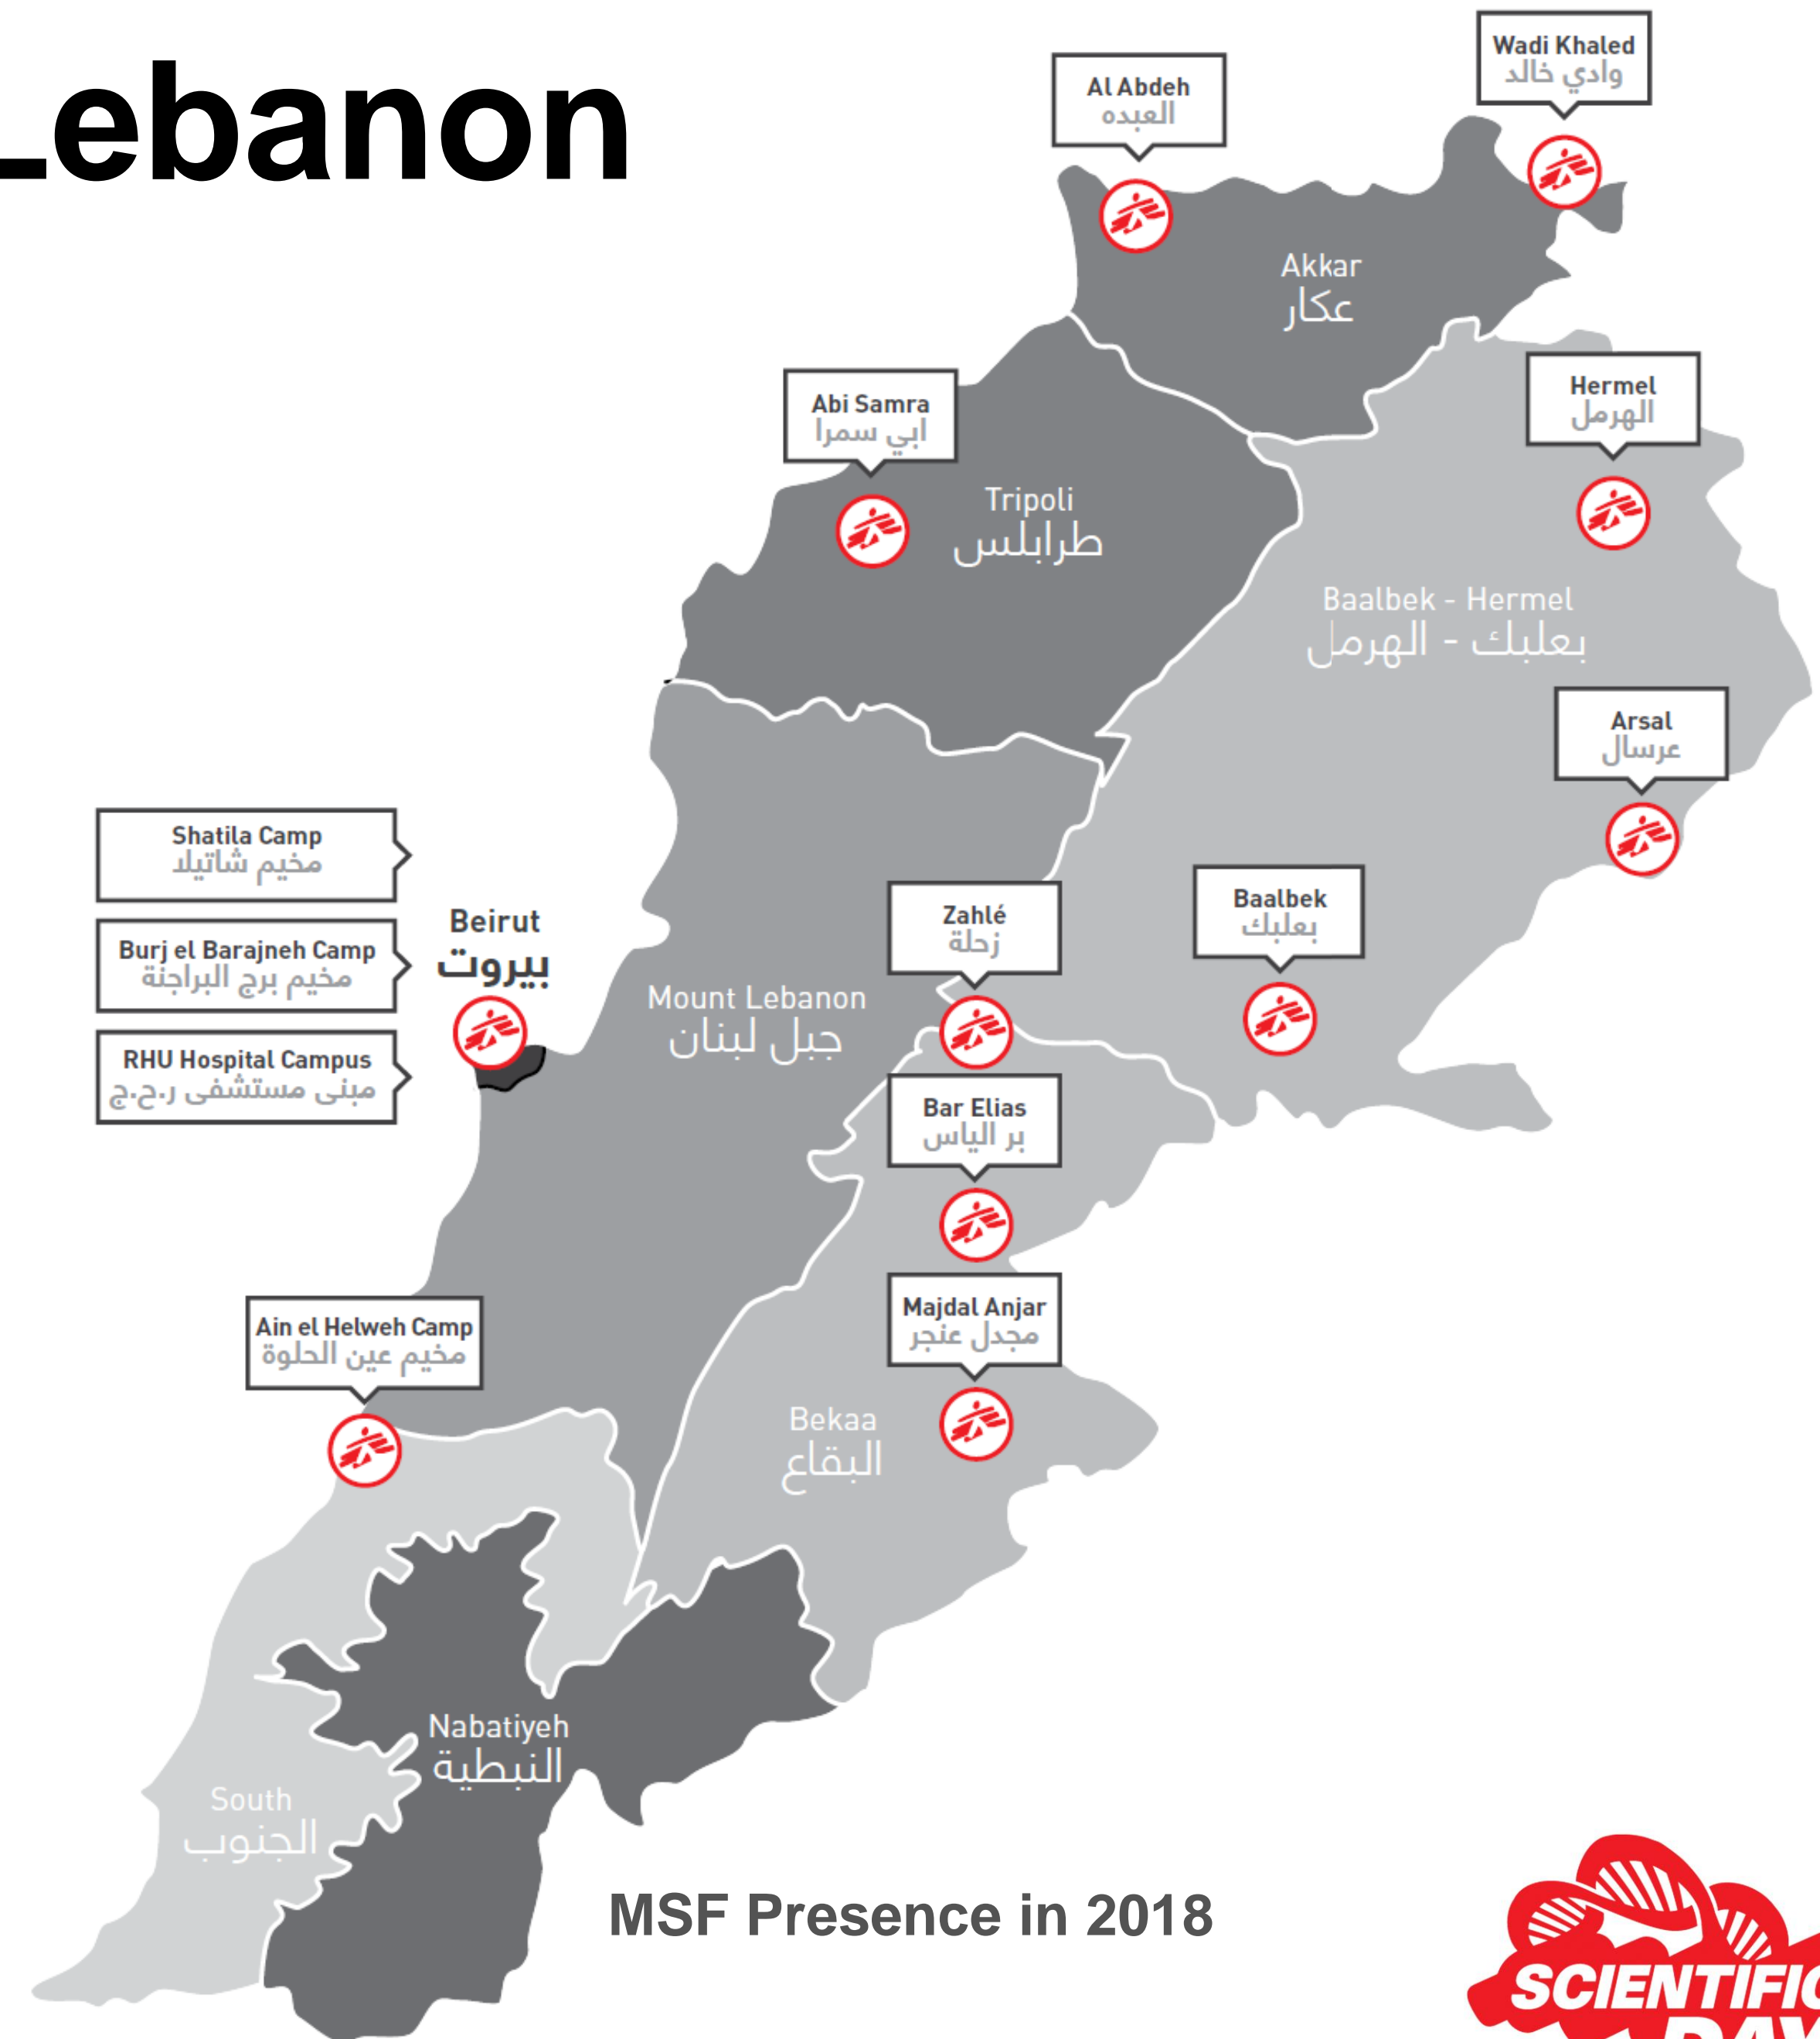 Lebanon
Wadi Khaled
وادي خالد
Al Abdeh
العبده
Akkar
عكار
Hermel
الهرمل
Abi Samra
ابي سمرا
Tripoli
طرابلس
Baalbek - Hermel
بعلبك - الهرمل
Arsal
عرسال
Shatila Camp
مخيم شاتيلا
Burj el Barajneh Camp
مخيم برج البراجنة
RHU Hospital Campus
مبنى مستشفى ر.ح.ج
Beirut
بيروت
Zahlé
زحلة
Baalbek
بعلبك
Mount Lebanon
جبل لبنان
Bar Elias
بر الياس
Majdal Anjar
مجدل عنجر
Ain el Helweh Camp
مخيم عين الحلوة
Bekaa
البقاع
Nabatiyeh
النبطية
South
الجنوب
MSF Presence in 2018
SCIENTIFIC
DAY